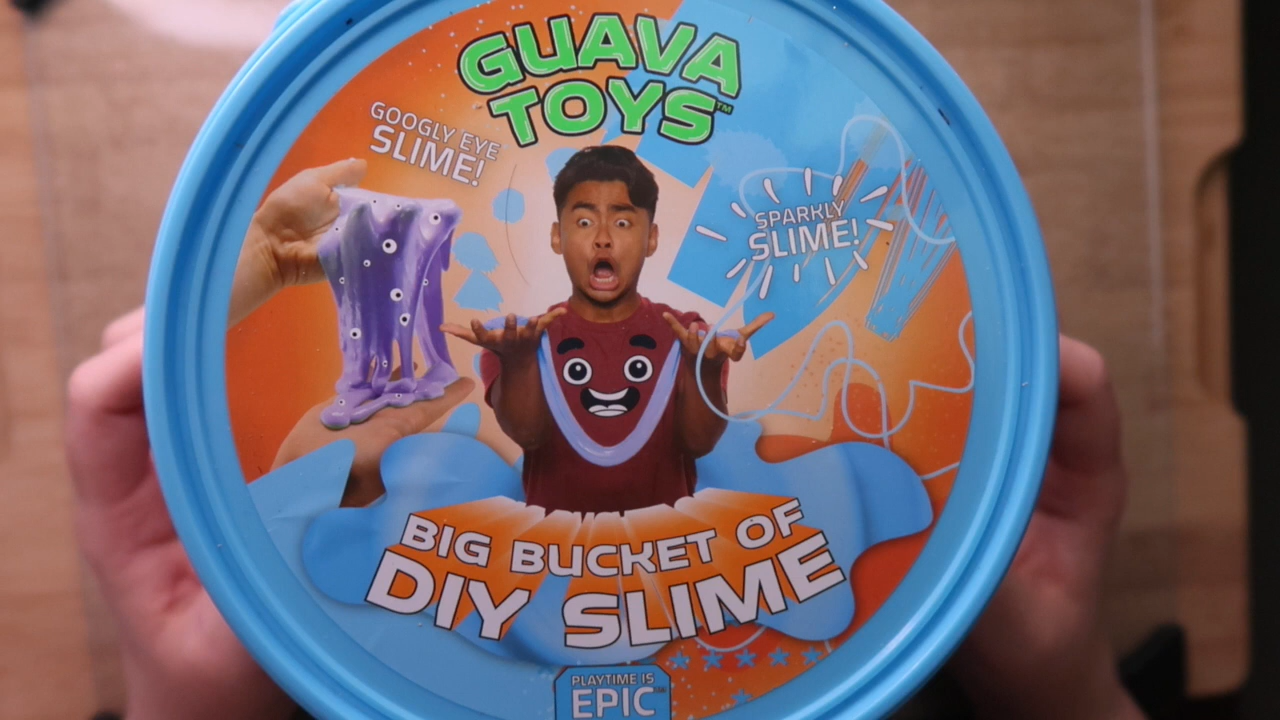 GUAVA
TOYS™
GOOGLY EYE
SLIME!
SPARKLY
SLIME!
BIG BUCKET OF
DIY SLIME
PLAYTIME IS
EPIC™